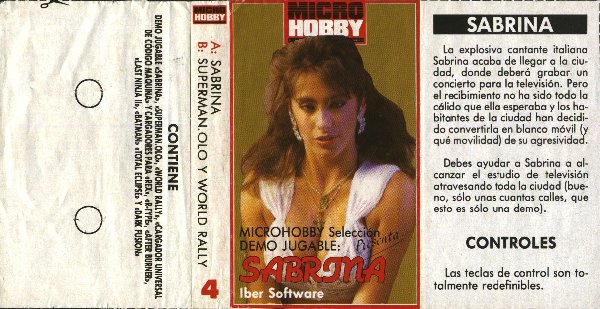 CONTIENE
DEMO JUGABLE «SABRINA», «SUPERMAN.OLO», «WORLD RALLY», «CARGADOR UNIVERSAL
DE CODIGO MAQUINA» Y CARGADORES PARA «REX», «R-TYPE», «AFTER BURNER»,
«LAST NINJA II», «BATMAN», «TOTAL ECLIPSE» Y «DARK FUSION».
MICRO
HOBBY
A: SABRINA
B: SUPERMAN.OLO Y WORLD RALLY
4
MICRO
HOBBY
MICROHOBBY Selección
Presenta...
DEMO JUGABLE:
SABRINA
Iber Software
SABRINA
La explosiva cantante italiana
Sabrina acaba de llegar a la ciu-
dad, donde deberá grabar un
concierto para la televisión. Pero
el recibimiento no ha sido todo lo
cálido que ella esperaba y los ha-
bitantes de la ciudad han decidi-
do convertirla en blanco móvil (y
qué movilidad) de su agresividad.
Debes ayudar a Sabrina a al-
canzar el estudio de televisión
atravesando toda la ciudad (bue-
no, sólo unas cuantas calles, que
esto es sólo una demo).
CONTROLES
Las teclas de control son to-
talmente redefinibles.